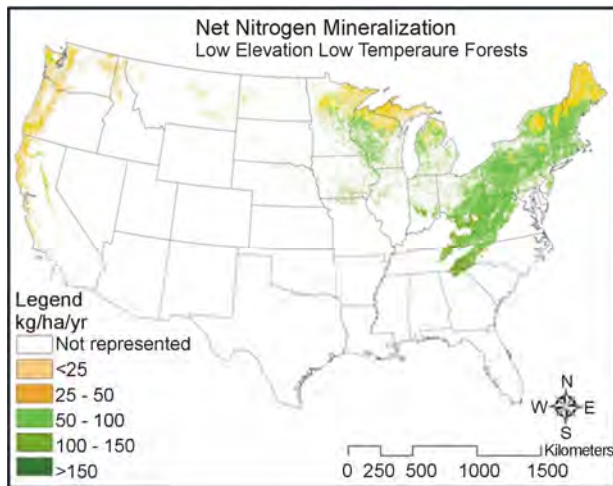 Net Nitrogen Mineralization
Low Elevation Low Temperaure Forests
Legend
kg/ha/yr
Not represented
<25
25 - 50
50 - 100
100 - 150
>150
N
W E
S
Kilometers
0 250 500 1000 1500